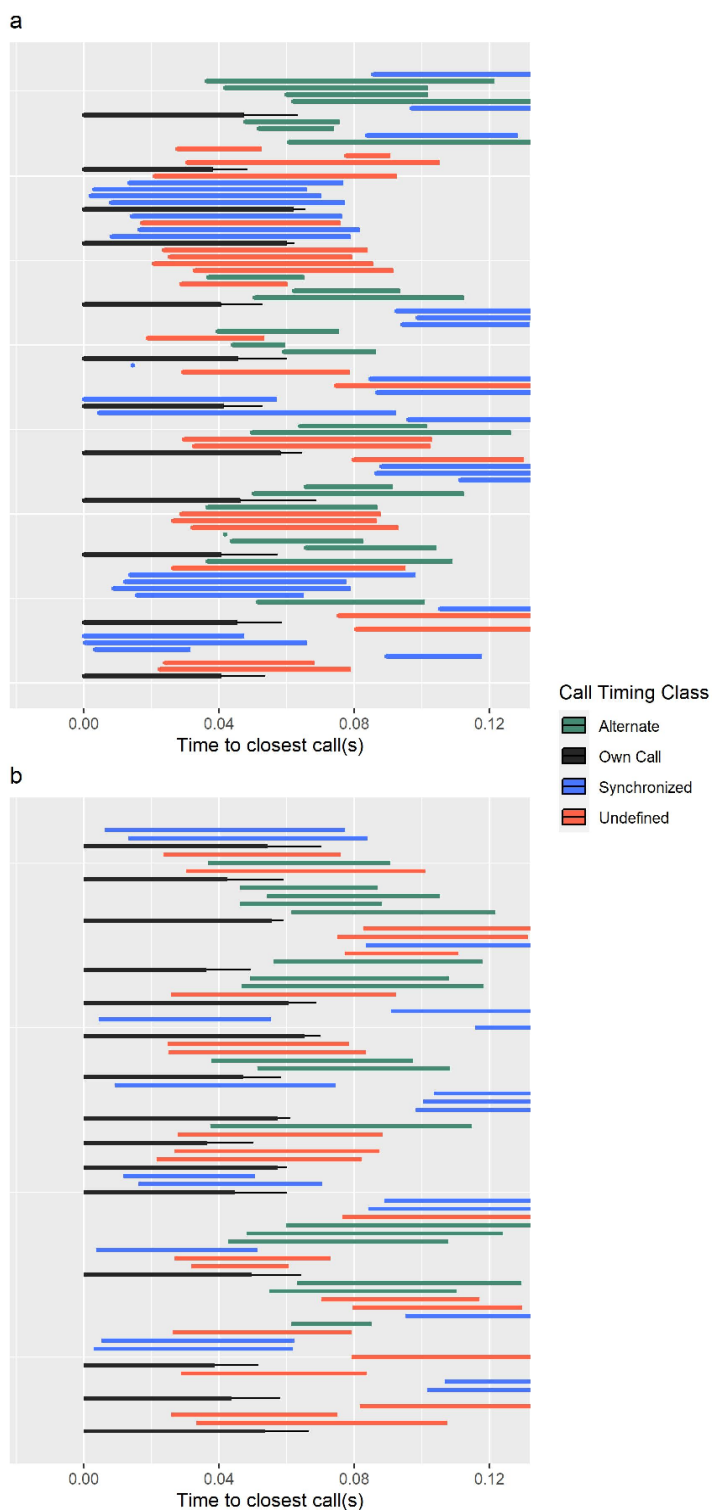 a
0.00 0.04 0.08 0.12
Time to closest call(s)
Call Timing Class
Alternate
Own Call
Synchronized
Undefined
b
0.00 0.04 0.08 0.12
Time to closest call(s)